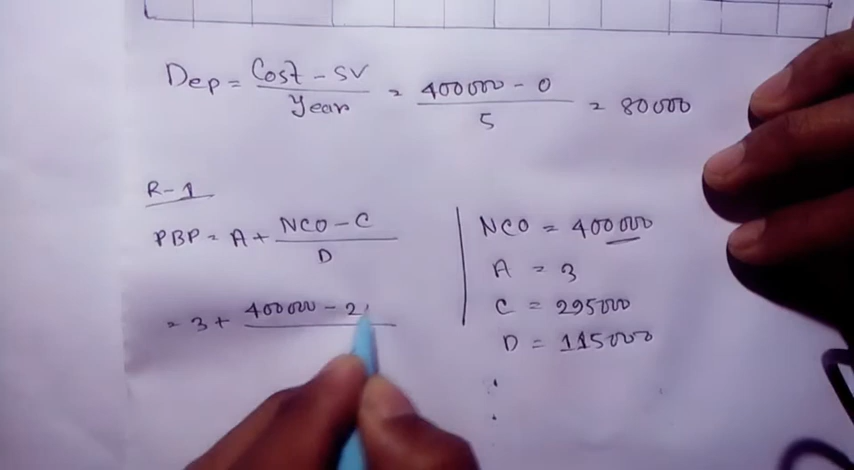 Dep = Cost - SV / Year = 400000 - 0 / 5 = 80000
R-1
PBP = A + NCO - C / D
= 3 + 400000 - 2
NCO = 400000
A = 3
C = 295000
D = 115000